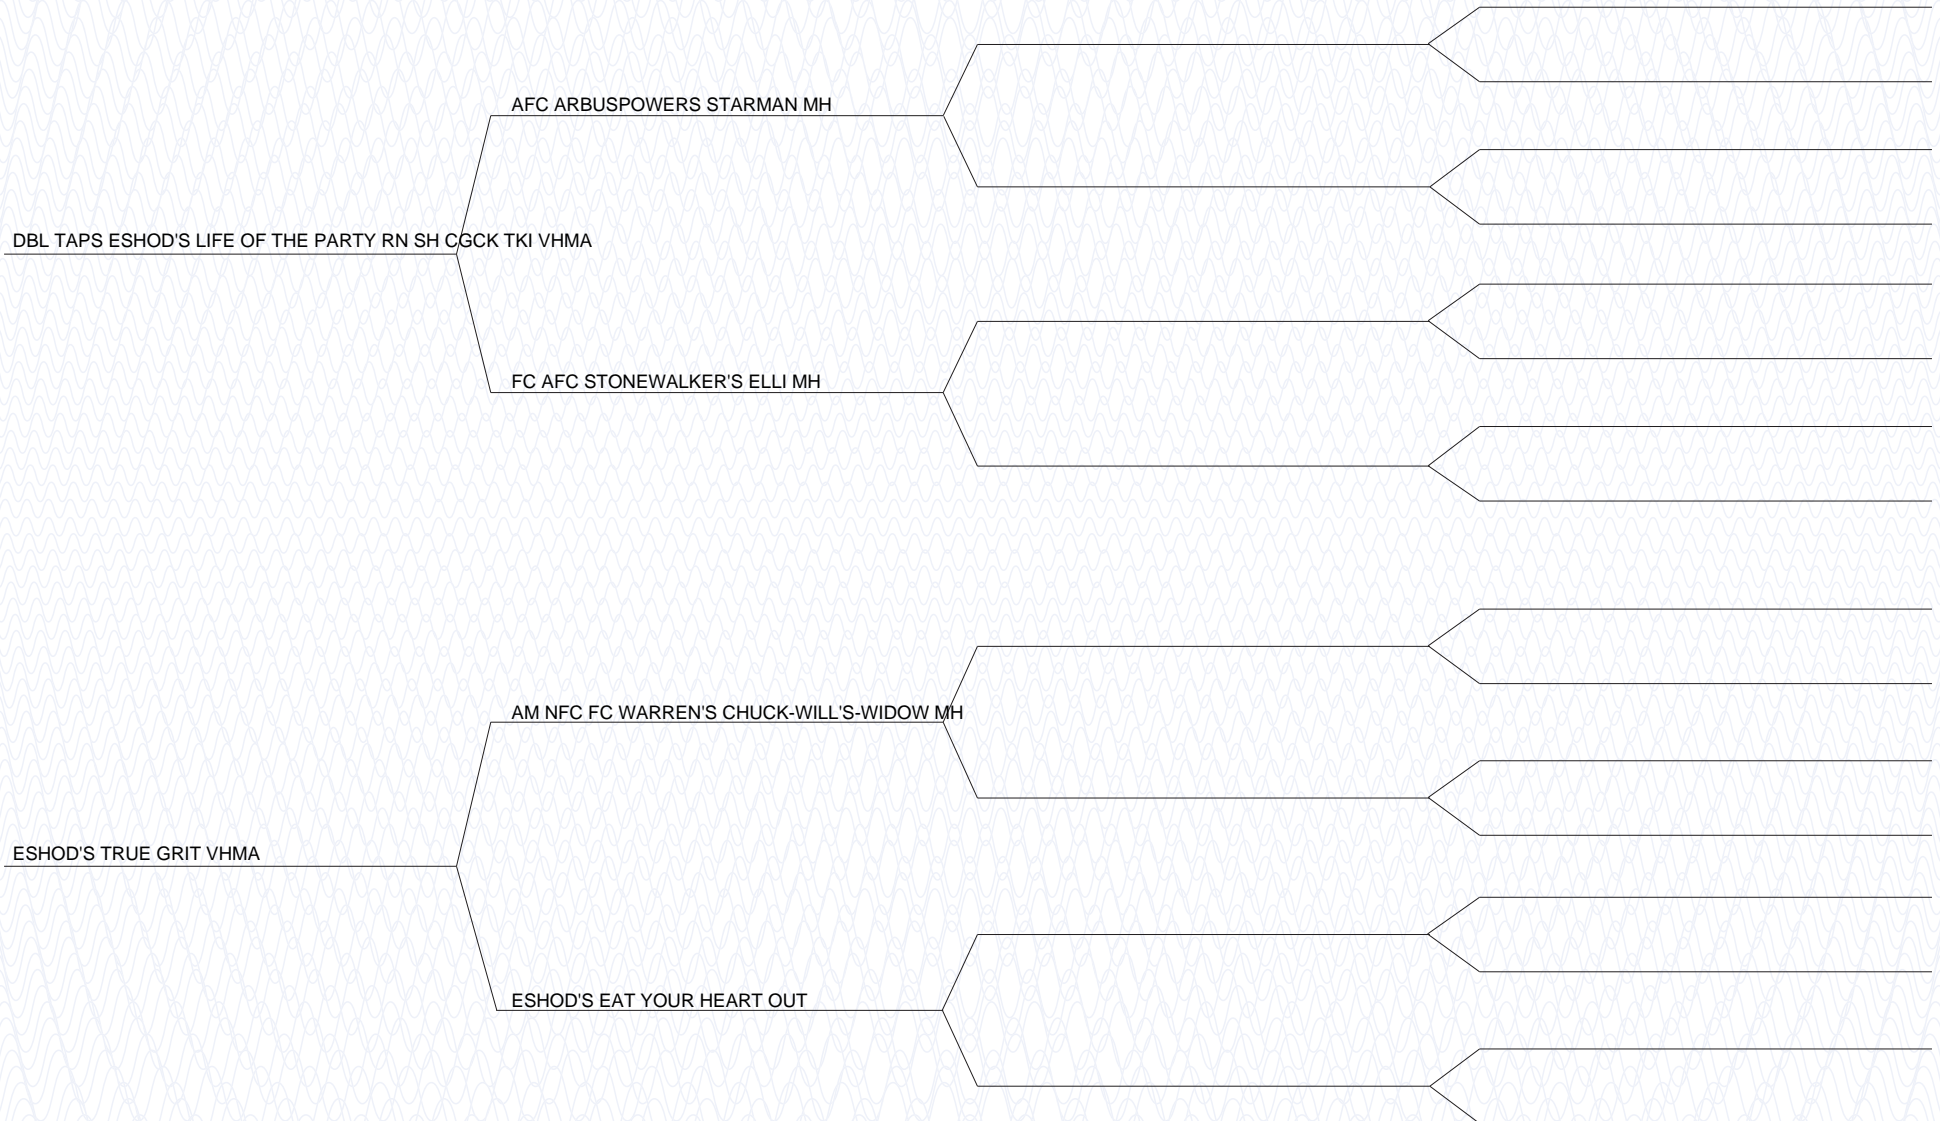 AFC ARBUSPOWERS STARMAN MH
DBL TAPS ESHOD'S LIFE OF THE PARTY RN SH CGCK TKI VHMA
FC AFC STONEWALKER'S ELLI MH
AM NFC FC WARREN'S CHUCK-WILL'S-WIDOW MH
ESHOD'S TRUE GRIT VHMA
ESHOD'S EAT YOUR HEART OUT